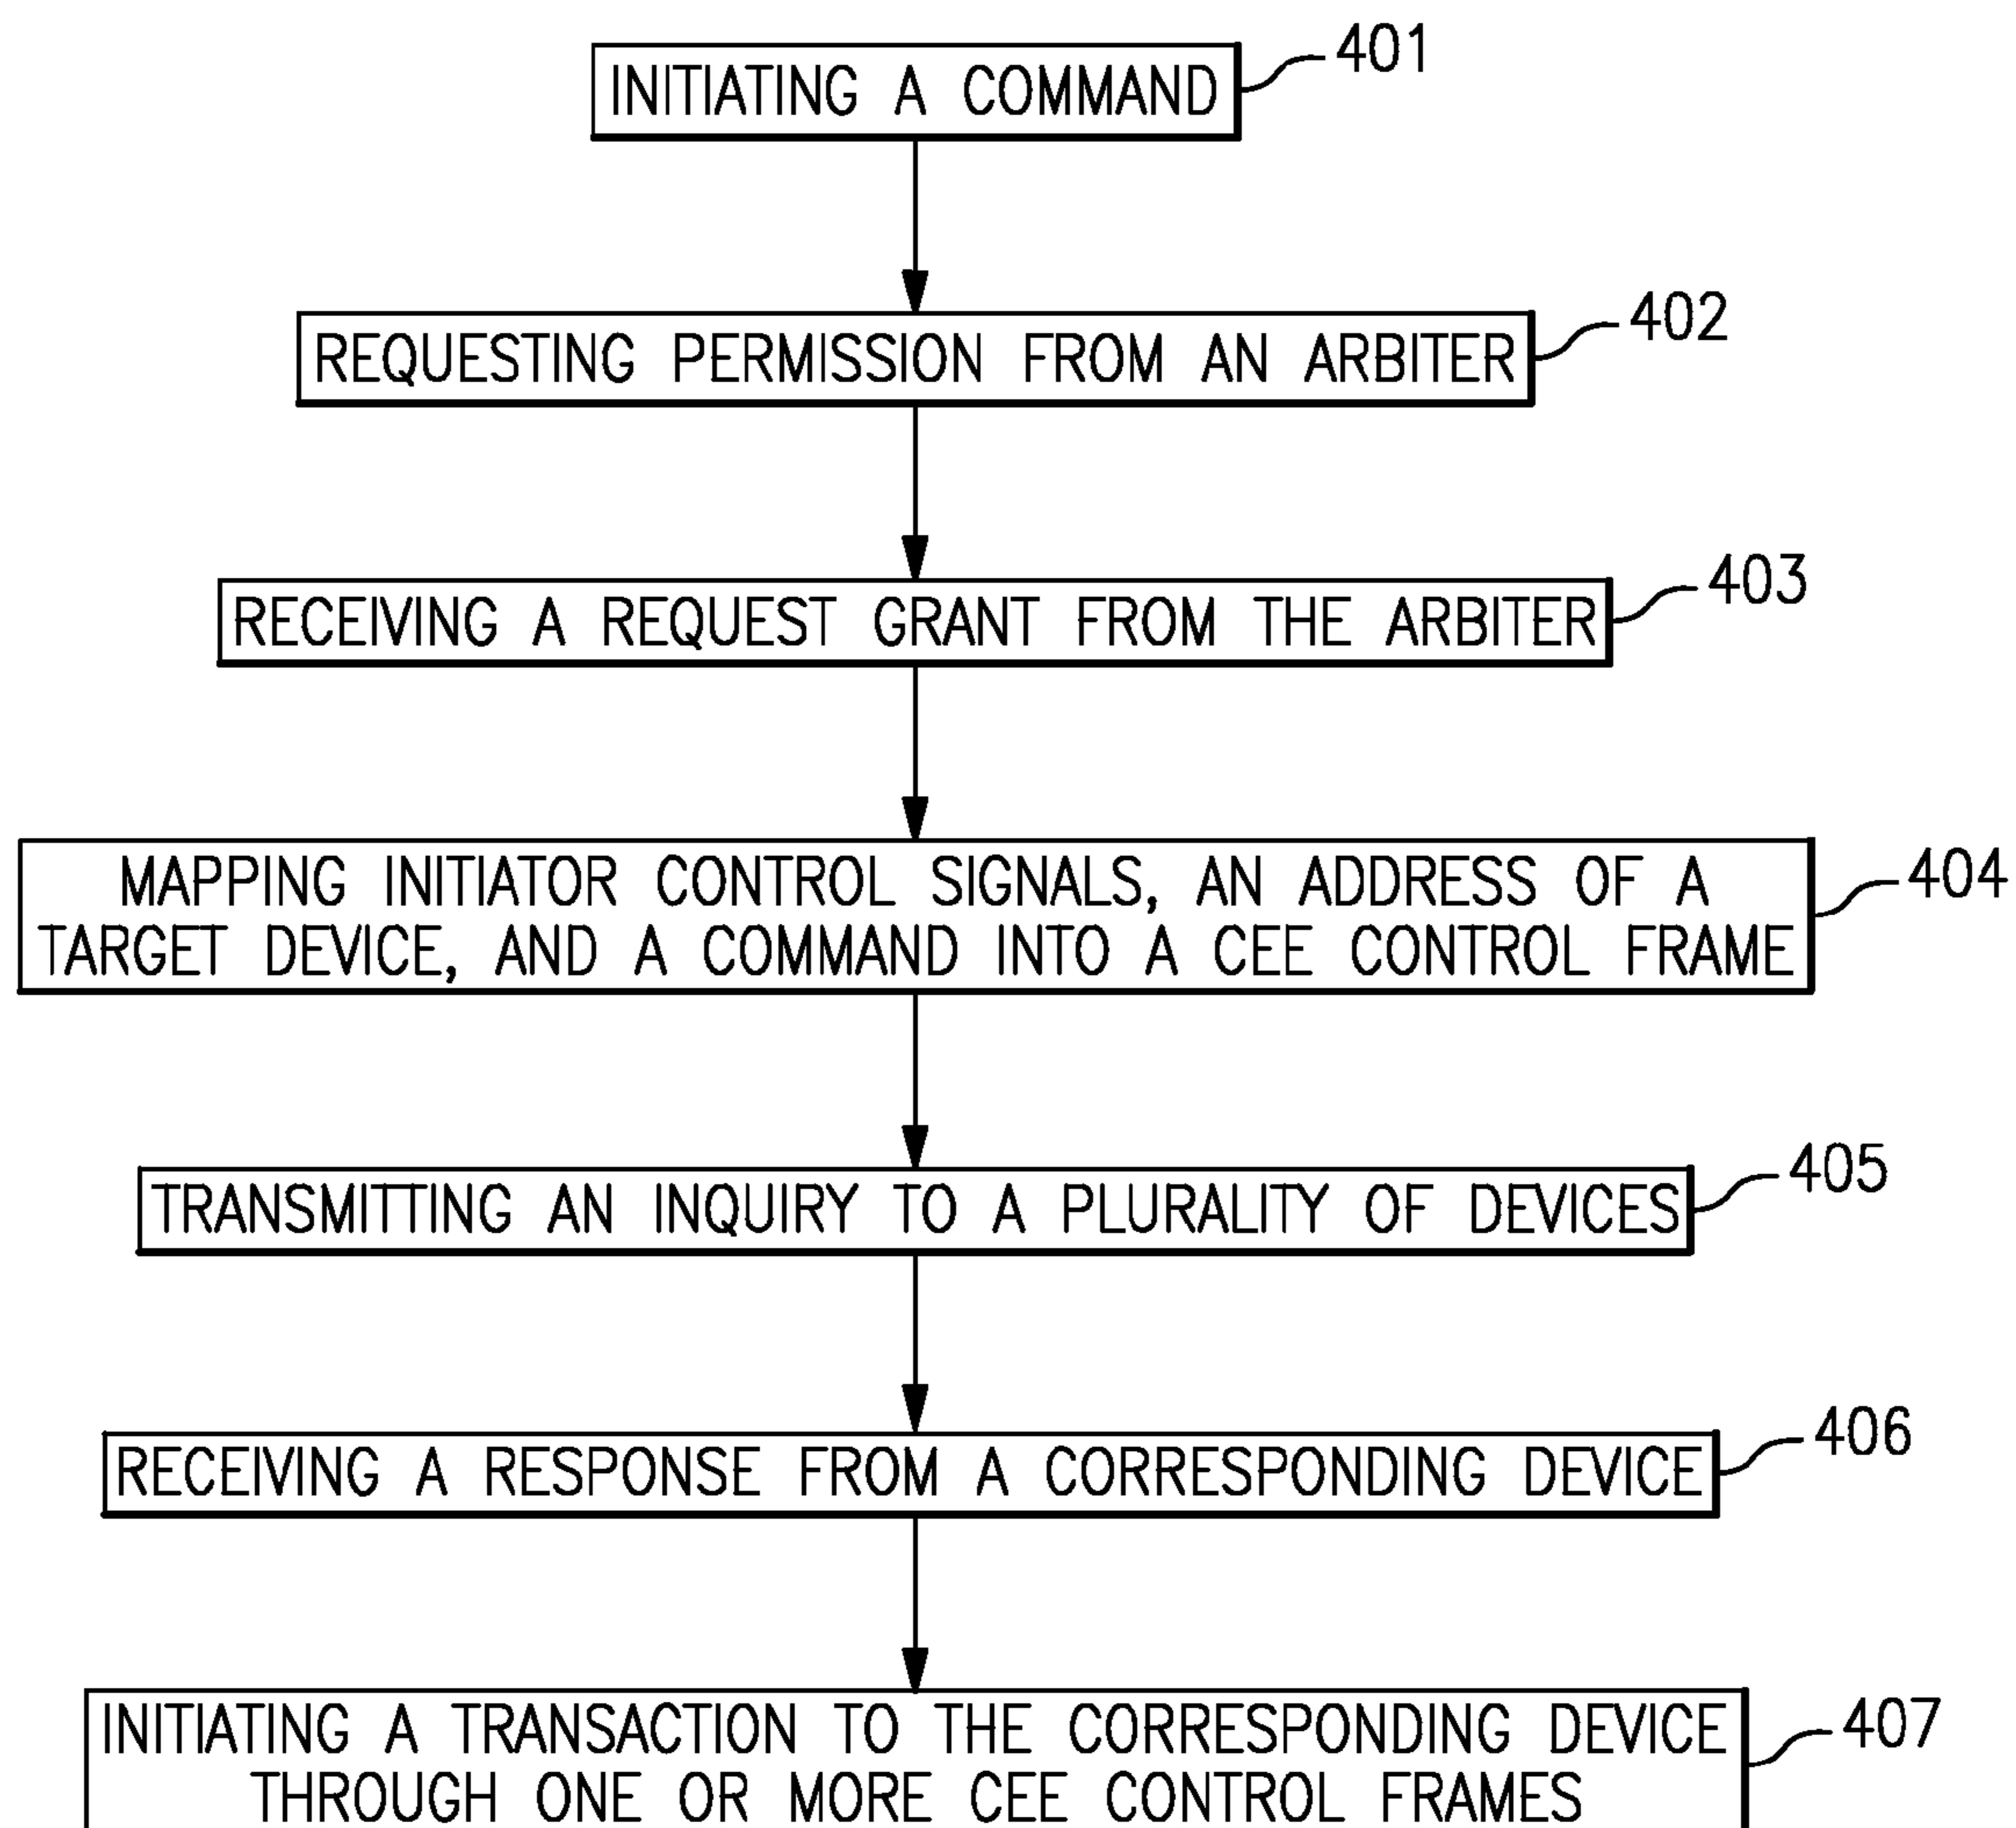 INITIATING A COMMAND
401
REQUESTING PERMISSION FROM AN ARBITER
402
RECEIVING A REQUEST GRANT FROM THE ARBITER
403
MAPPING INITIATOR CONTROL SIGNALS, AN ADDRESS OF A
TARGET DEVICE, AND A COMMAND INTO A CEE CONTROL FRAME
404
TRANSMITTING AN INQUIRY TO A PLURALITY OF DEVICES
405
RECEIVING A RESPONSE FROM A CORRESPONDING DEVICE
406
INITIATING A TRANSACTION TO THE CORRESPONDING DEVICE
THROUGH ONE OR MORE CEE CONTROL FRAMES
407